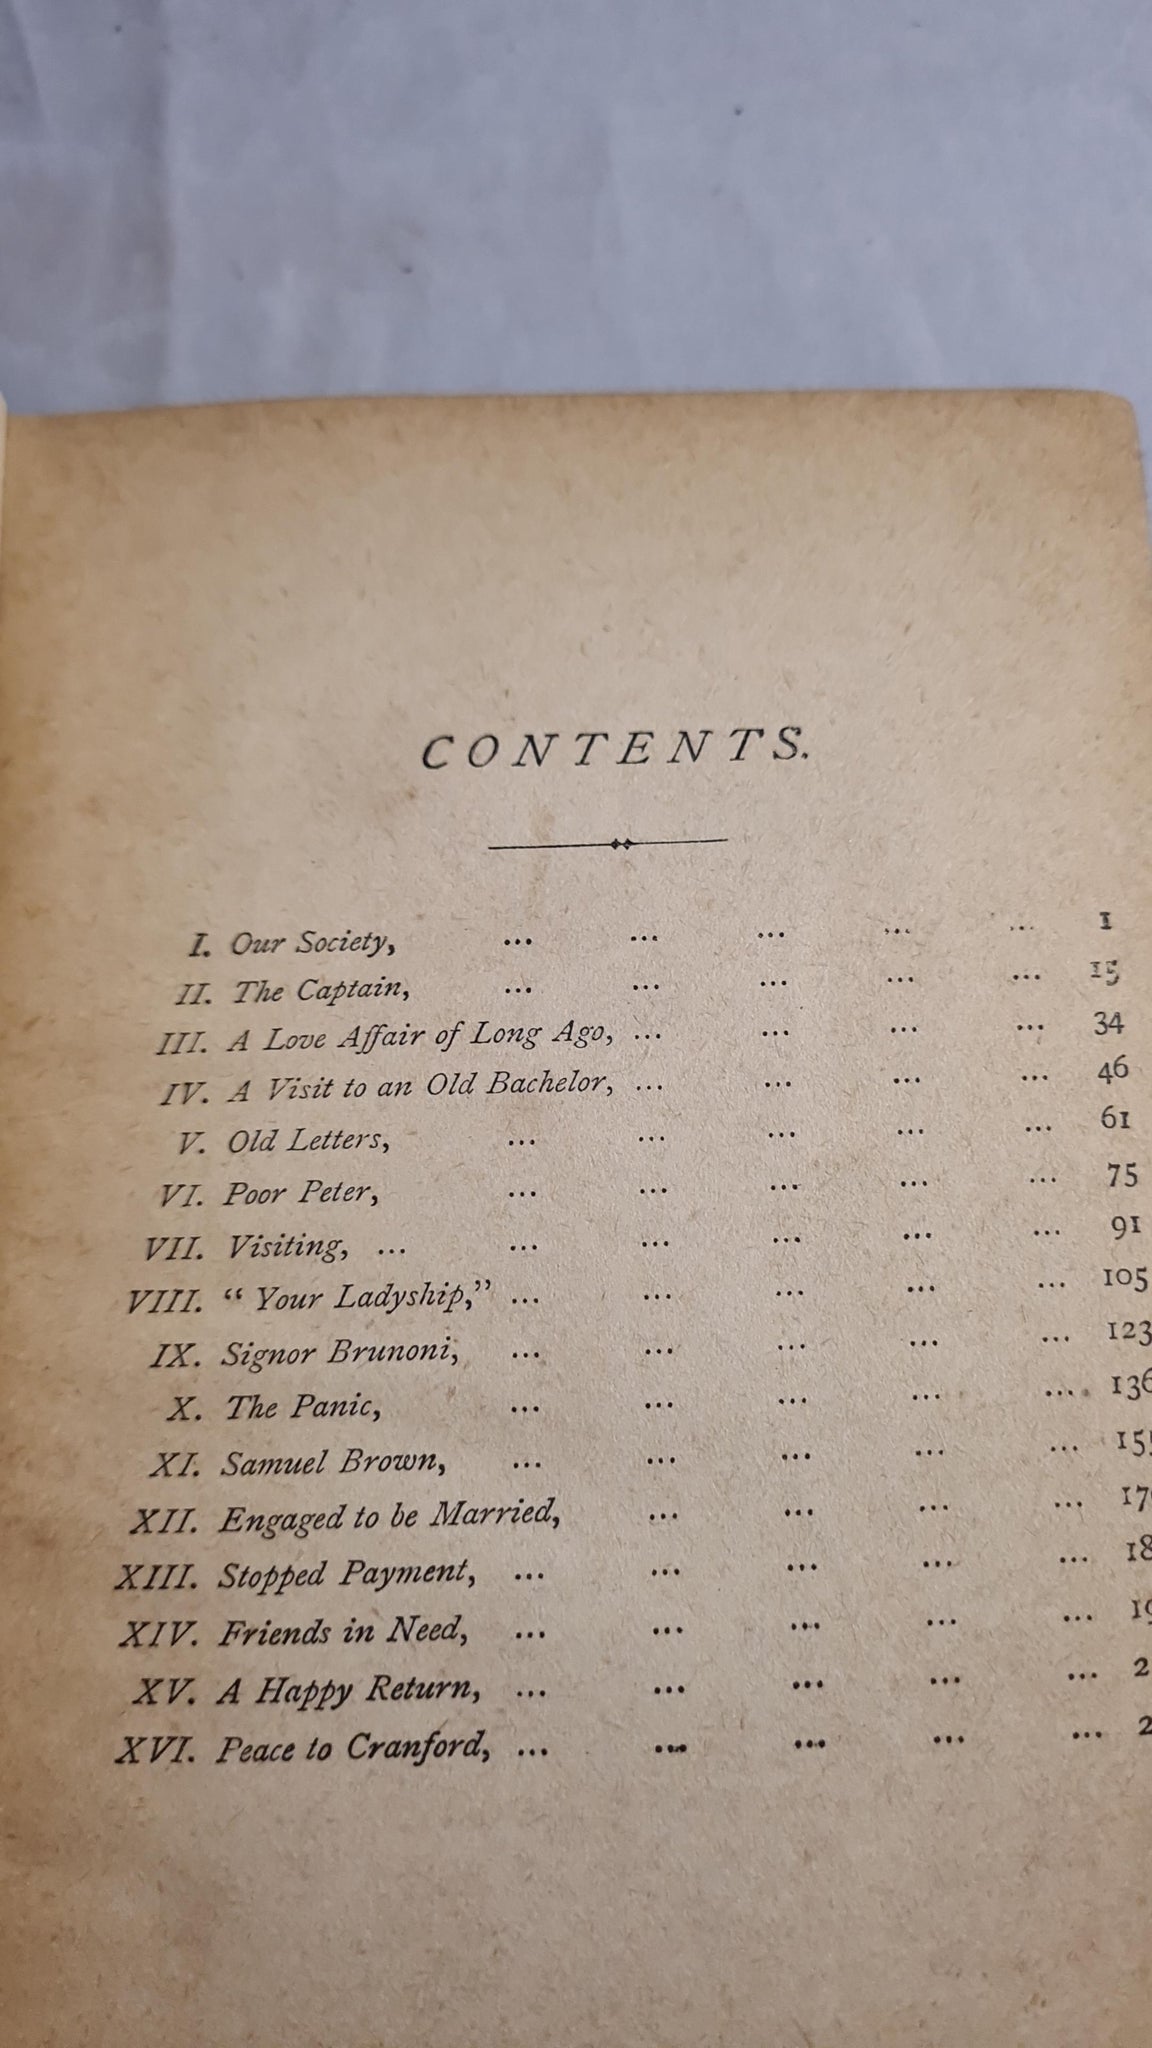 CONTENTS.
I. Our Society, ... ... ... ... ... 1
II. The Captain, ... ... ... ... ... 15
III. A Love Affair of Long Ago, ... ... ... ... 34
IV. A Visit to an Old Bachelor, ... ... ... ... 46
V. Old Letters, ... ... ... ... ... 61
VI. Poor Peter, ... ... ... ... ... 75
VII. Visiting, ... ... ... ... ... ... 91
VIII. “ Your Ladyship,” ... ... ... ... ... 105
IX. Signor Brunoni, ... ... ... ... ... 123
X. The Panic, ... ... ... ... ... 136
XI. Samuel Brown, ... ... ... ... ... 155
XII. Engaged to be Married, ... ... ... ...
XIII. Stopped Payment, ... ... ... ... ...
XIV. Friends in Need, ... ... ... ... ...
XV. A Happy Return, ... ... ... ... ...
XVI. Peace to Cranford, ... ... ... ... ...